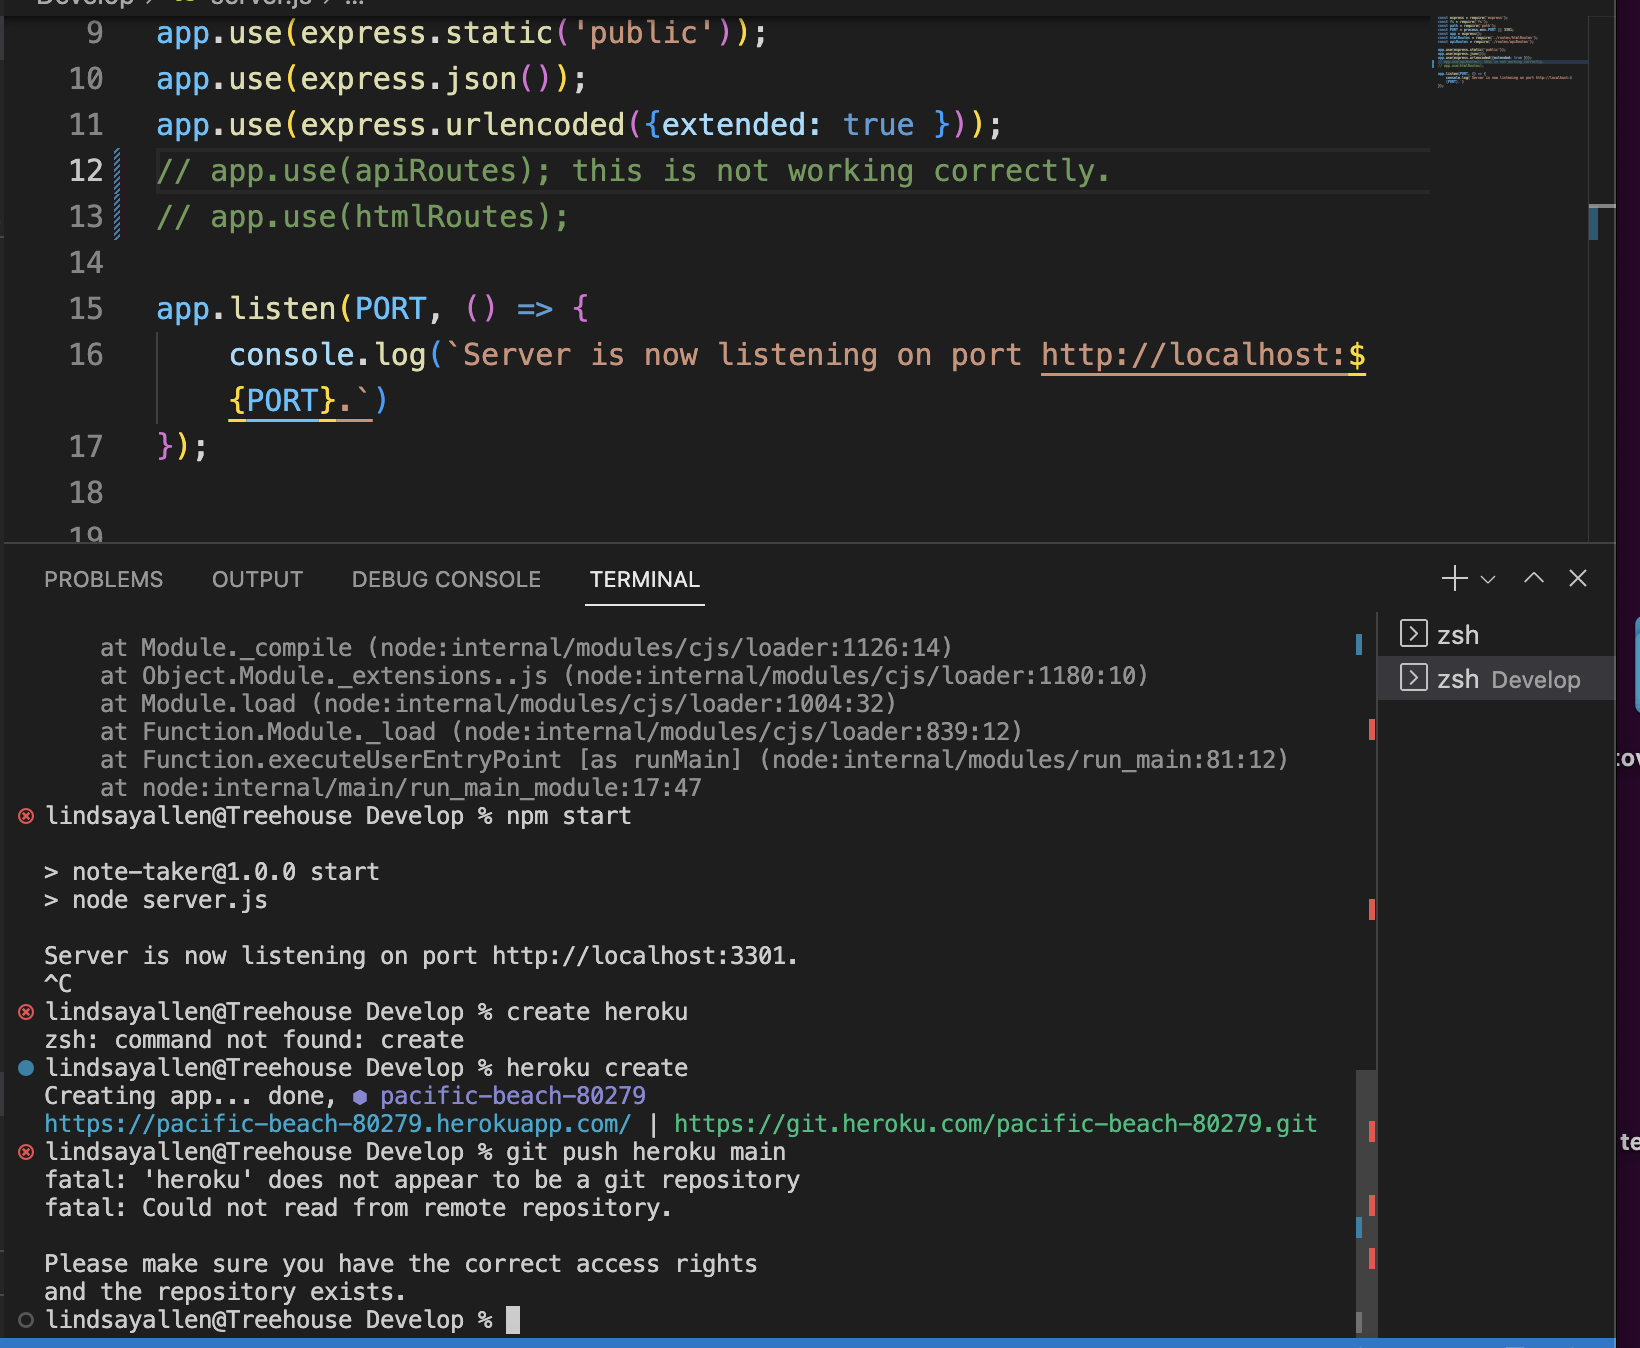 Develop > server.js > ...
9 app.use(express.static('public'));
10 app.use(express.json());
11 app.use(express.urlencoded({extended: true }));
12 // app.use(apiRoutes); this is not working correctly.
13 // app.use(htmlRoutes);
14
15 app.listen(PORT, () => {
16 console.log(`Server is now listening on port http://localhost:$
{PORT}.`)
17 });
18
19
PROBLEMS OUTPUT DEBUG CONSOLE TERMINAL
at Module._compile (node:internal/modules/cjs/loader:1126:14)
at Object.Module._extensions..js (node:internal/modules/cjs/loader:1180:10)
at Module.load (node:internal/modules/cjs/loader:1004:32)
at Function.Module._load (node:internal/modules/cjs/loader:839:12)
at Function.executeUserEntryPoint [as runMain] (node:internal/modules/run_main:81:12)
at node:internal/main/run_main_module:17:47
lindsayallen@Treehouse Develop % npm start
> note-taker@1.0.0 start
> node server.js
Server is now listening on port http://localhost:3301.
^C
lindsayallen@Treehouse Develop % create heroku
zsh: command not found: create
lindsayallen@Treehouse Develop % heroku create
Creating app... done, ⬢ pacific-beach-80279
https://pacific-beach-80279.herokuapp.com/ | https://git.heroku.com/pacific-beach-80279.git
lindsayallen@Treehouse Develop % git push heroku main
fatal: 'heroku' does not appear to be a git repository
fatal: Could not read from remote repository.
Please make sure you have the correct access rights
and the repository exists.
lindsayallen@Treehouse Develop %
zsh
zsh Develop